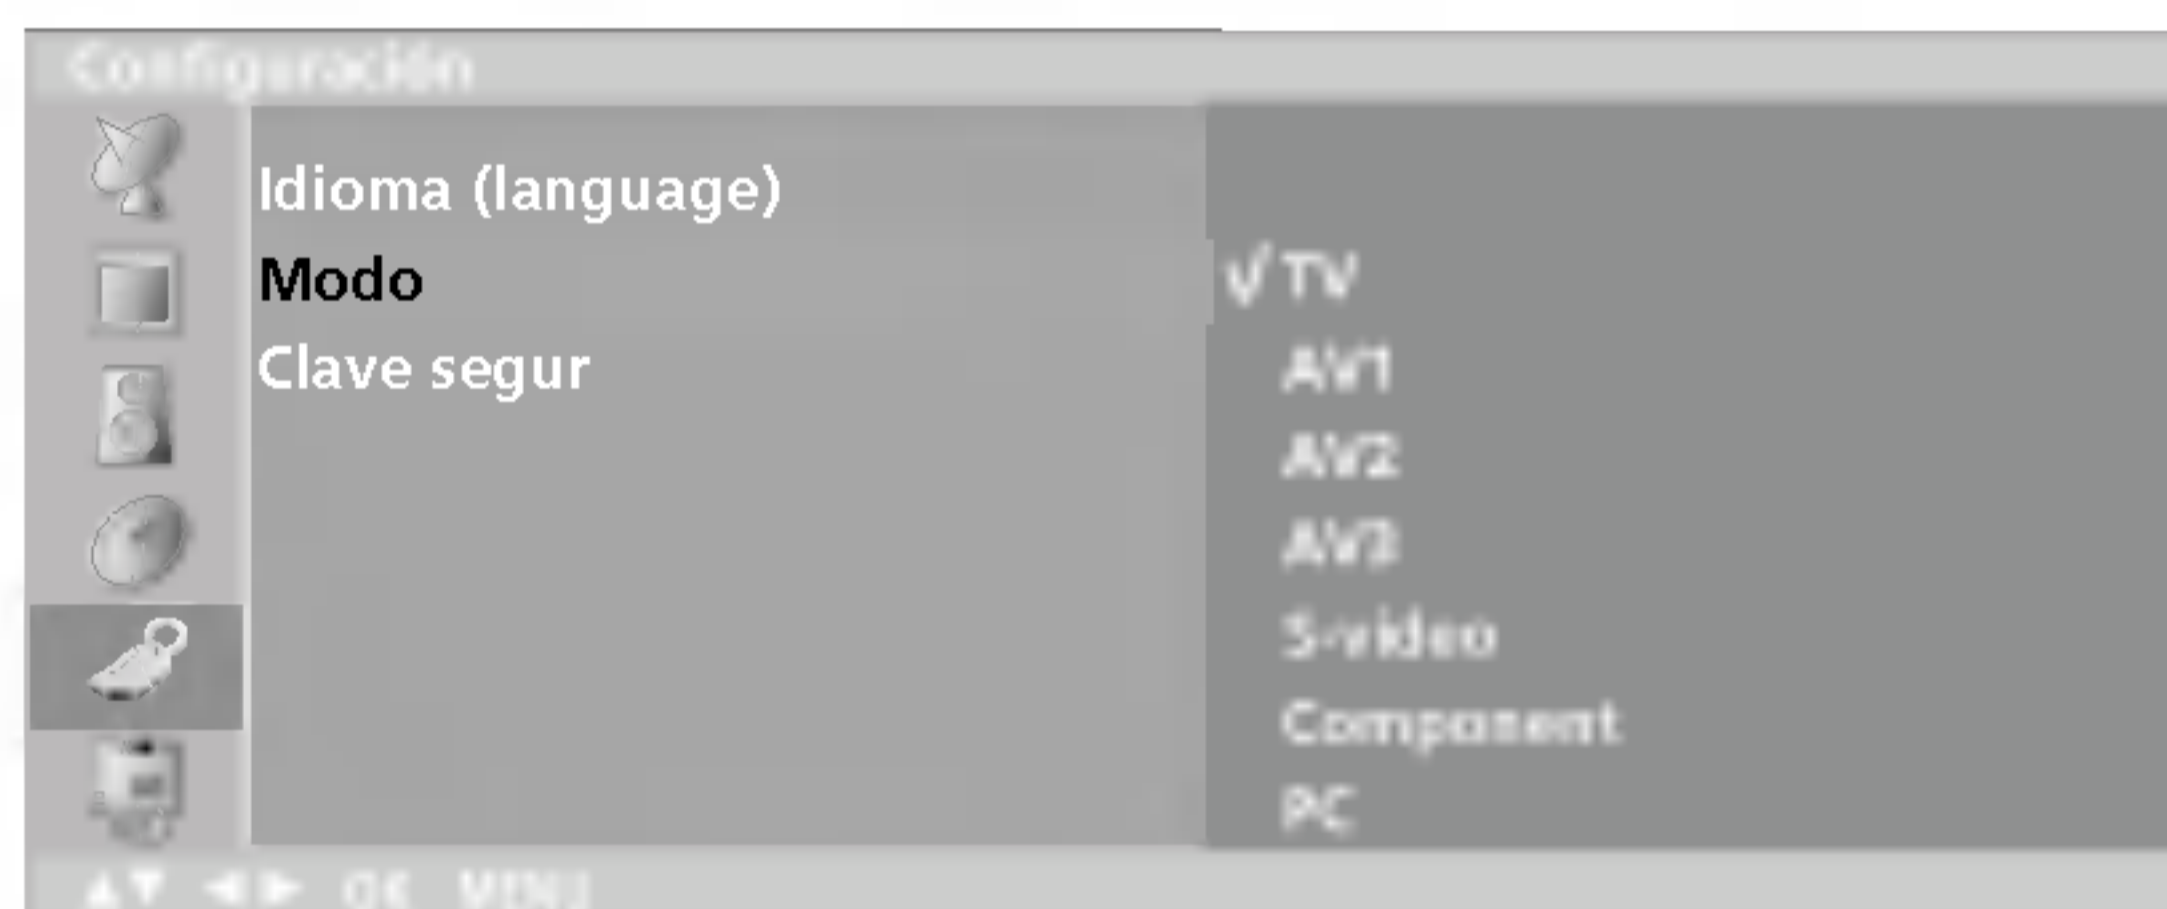 Configuración
Idioma (language)
Modo
√ TV
Clave segur
AV1
AV2
AV3
S-video
Component
PC
▲▼ ◀▶ OK MENU